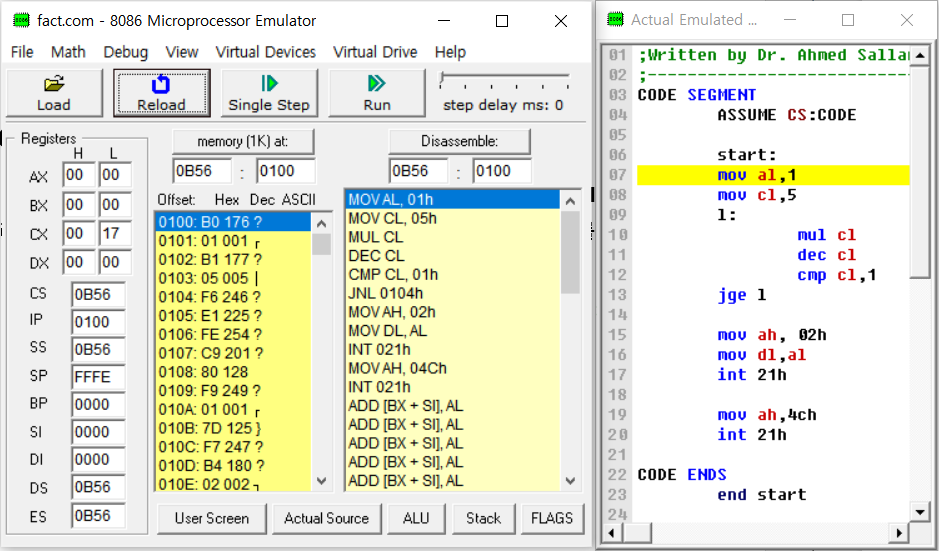 fact.com - 8086 Microprocessor Emulator
File Math Debug View Virtual Devices Virtual Drive Help
Load Reload Single Step Run step delay ms: 0
Registers
H L
AX 00 00
BX 00 00
CX 00 17
DX 00 00
CS 0B56
IP 0100
SS 0B56
SP FFFE
BP 0000
SI 0000
DI 0000
DS 0B56
ES 0B56
memory (1K) at:
0B56 : 0100
Offset: Hex Dec ASCII
0100: B0 176 ?
0101: 01 001 ┌
0102: B1 177 ?
0103: 05 005 |
0104: F6 246 ?
0105: E1 225 ?
0106: FE 254 ?
0107: C9 201 ?
0108: 80 128
0109: F9 249 ?
010A: 01 001 ┌
010B: 7D 125 }
010C: F7 247 ?
010D: B4 180 ?
010E: 02 002 ┐
Disassemble:
0B56 : 0100
MOV AL, 01h
MOV CL, 05h
MUL CL
DEC CL
CMP CL, 01h
JNL 0104h
MOV AH, 02h
MOV DL, AL
INT 021h
MOV AH, 04Ch
INT 021h
ADD [BX + SI], AL
ADD [BX + SI], AL
ADD [BX + SI], AL
ADD [BX + SI], AL
ADD [BX + SI], AL
User Screen Actual Source ALU Stack FLAGS
Actual Emulated ...
01 ;Written by Dr. Ahmed Sallar
02 ;---------------------------
03 CODE SEGMENT
04 ASSUME CS:CODE
05
06 start:
07 mov al,1
08 mov cl,5
09 l:
10 mul cl
11 dec cl
12 cmp cl,1
13 jge l
14
15 mov ah, 02h
16 mov dl,al
17 int 21h
18
19 mov ah,4ch
20 int 21h
21
22 CODE ENDS
23 end start
24